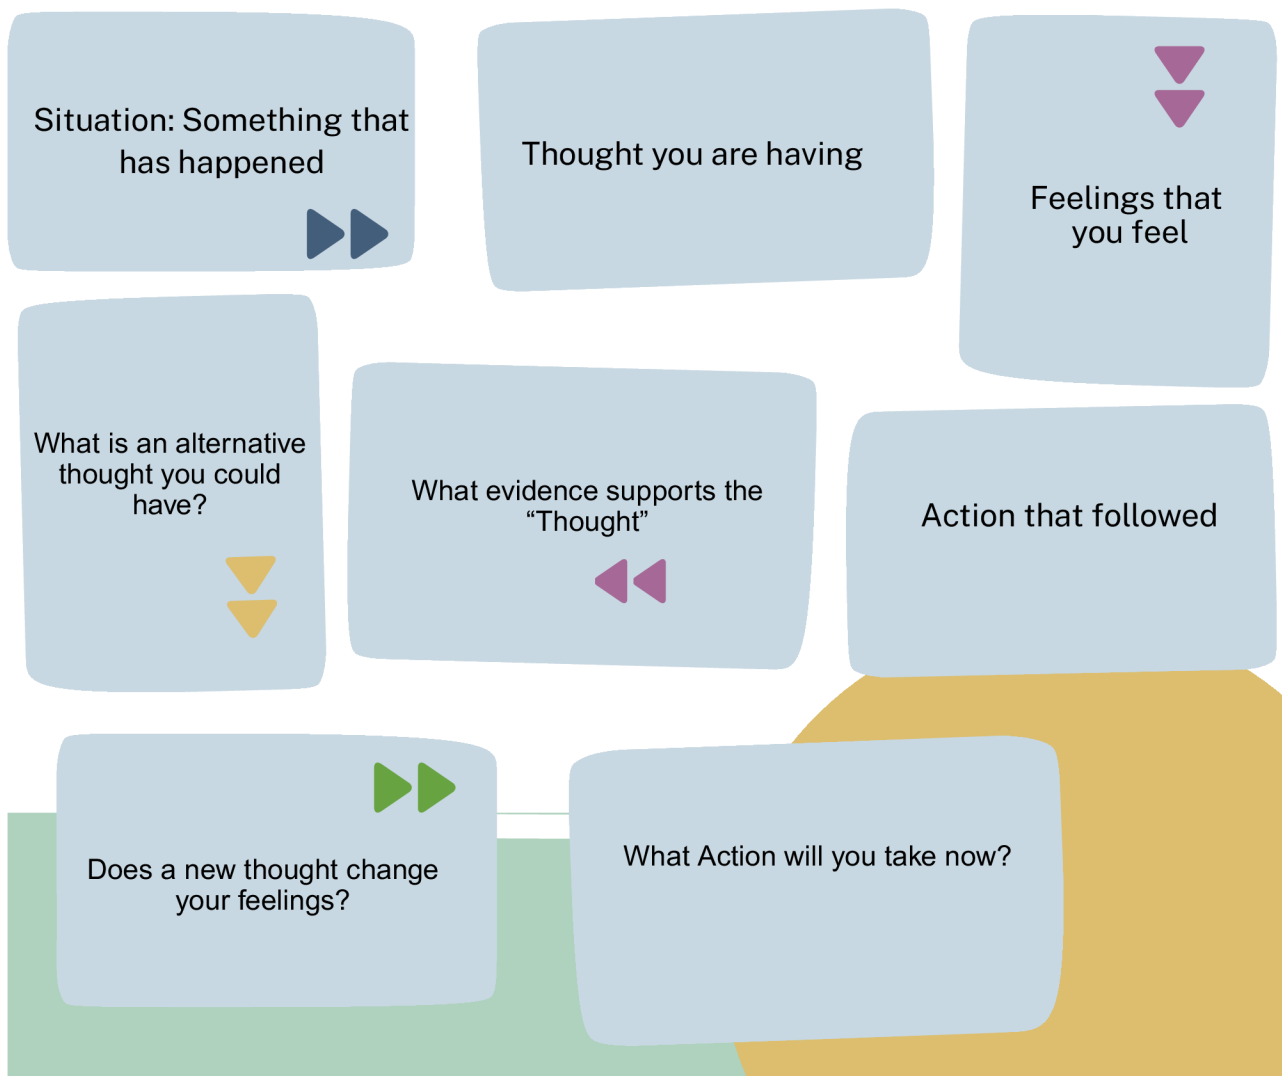 Situation: Something that
has happened
Thought you are having
Feelings that
you feel
What is an alternative
thought you could
have?
What evidence supports the
“Thought”
Action that followed
Does a new thought change
your feelings?
What Action will you take now?